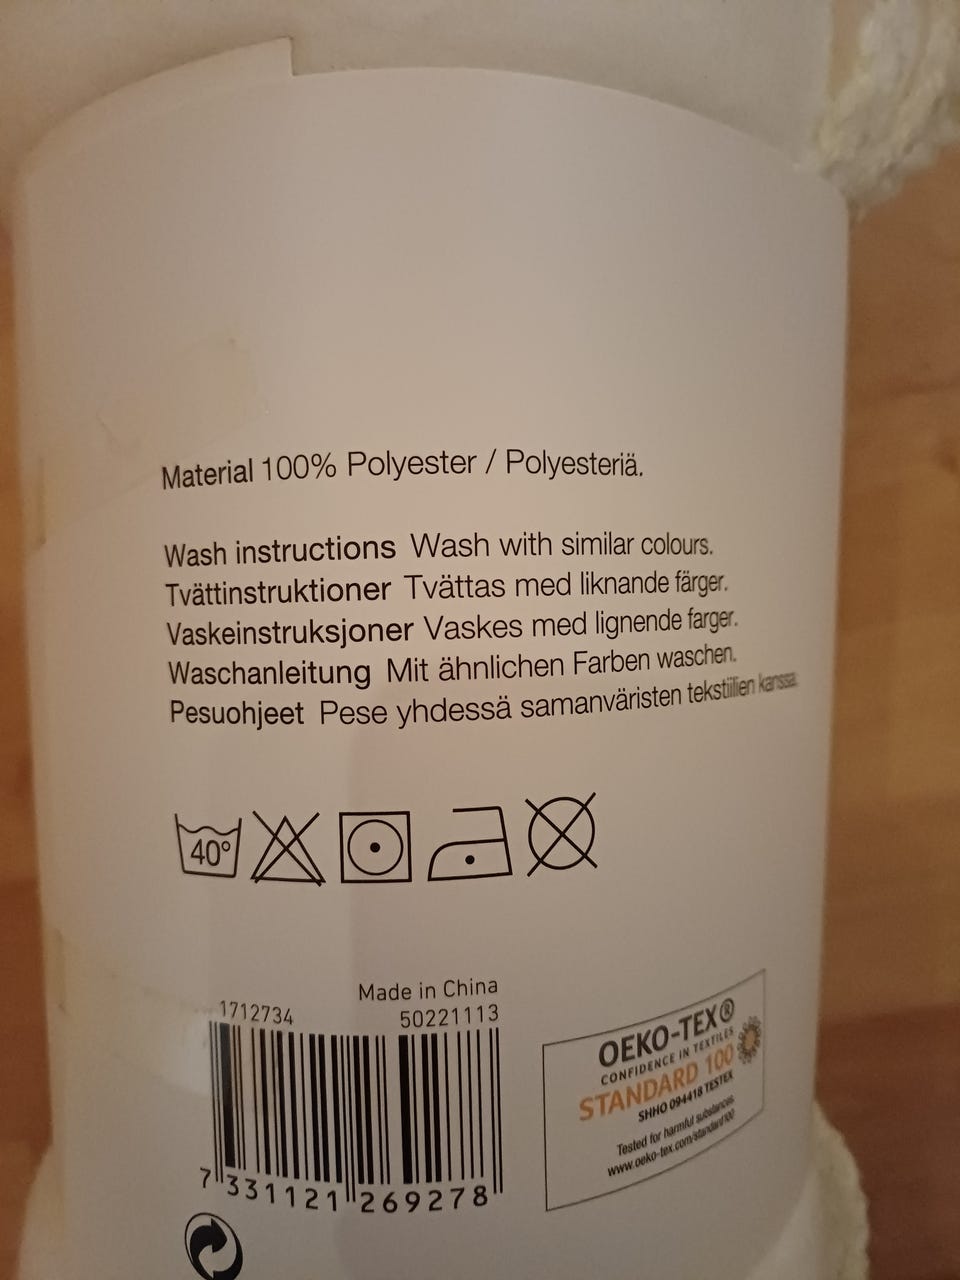 Material 100% Polyester / Polyesteriä.
Wash instructions Wash with similar colours.
Tvättinstruktioner Tvättas med liknande färger.
Vaskeinstruksjoner Vaskes med lignende farger.
Waschanleitung Mit ähnlichen Farben waschen.
Pesuohjeet Pese yhdessä samanväristen tekstiilien kanssa.
40°
Made in China
1712734 50221113
7 331121 269278
OEKO-TEX®
CONFIDENCE IN TEXTILES
STANDARD 100
SHHO 094418 TESTEX
Tested for harmful substances
www.oeko-tex.com/standard100